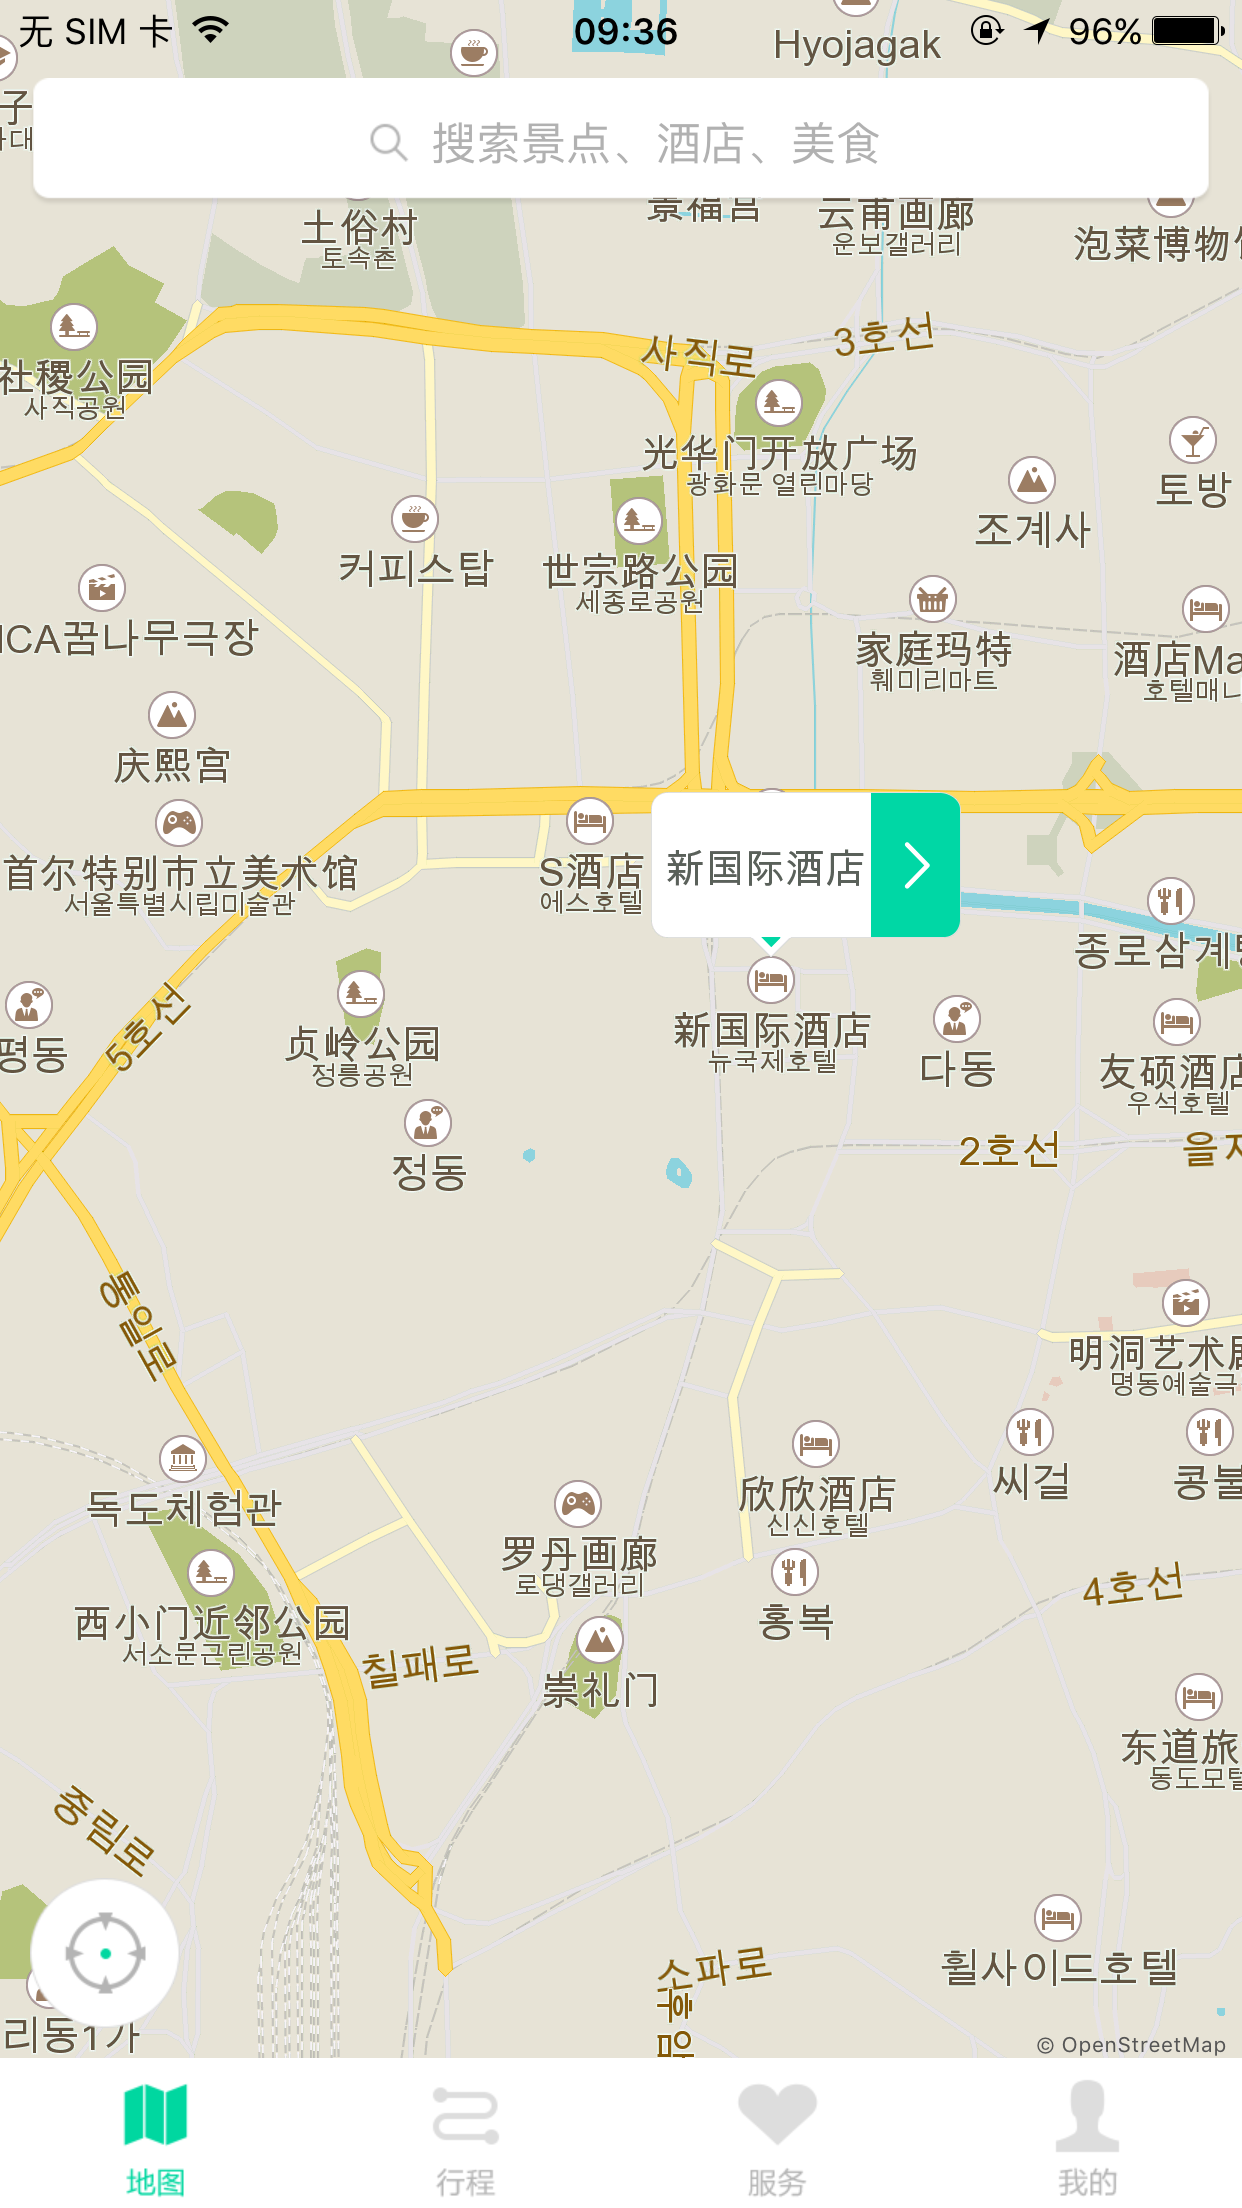 无 SIM 卡
09:36
96%
Hyojagak
子
搜索景点、酒店、美食
土俗村
토속촌
景福宫
云甫画廊
운보갤러리
泡菜博物
사직로
3호선
社稷公园
사직공원
光华门开放广场
광화문 열린마당
토방
조계사
커피스탑
世宗路公园
세종로공원
CA꿈나무극장
家庭玛特
훼미리마트
酒店Ma
호텔매니
庆熙宫
首尔特别市立美术馆
서울특별시립미술관
S酒店
에스호텔
新国际酒店
종로삼계
5호선
평동
贞岭公园
정릉공원
新国际酒店
뉴국제호텔
다동
友硕酒店
우석호텔
정동
2호선
을지
통일로
明洞艺术剧
명동예술극
독도체험관
欣欣酒店
신신호텔
씨걸
콩불
罗丹画廊
로댕갤러리
홍복
4호선
西小门近邻公园
서소문근린공원
칠패로
崇礼门
东道旅
동도모텔
중림로
소파로
후암
휠사이드호텔
리동1가
© OpenStreetMap
地图
行程
服务
我的